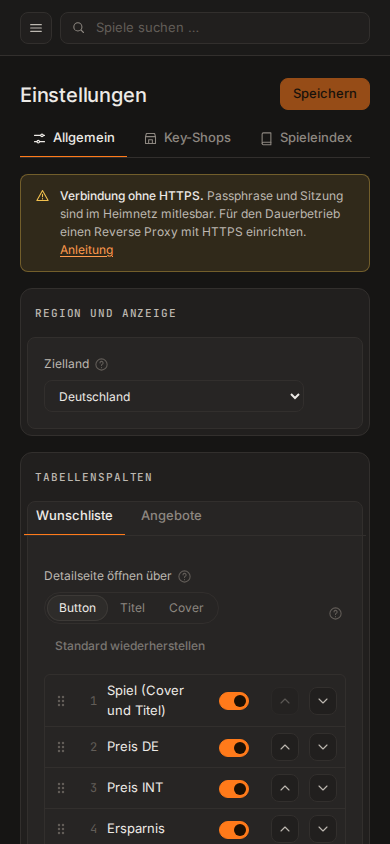 Spiele suchen ...
Einstellungen
Speichern
Allgemein
Key-Shops
Spieleindex
Verbindung ohne HTTPS. Passphrase und Sitzung
sind im Heimnetz mitlesbar. Für den Dauerbetrieb
einen Reverse Proxy mit HTTPS einrichten.
Anleitung
REGION UND ANZEIGE
Zielland
Deutschland
TABELLENSPALTEN
Wunschliste
Angebote
Detailseite öffnen über
Button
Titel
Cover
Standard wiederherstellen
1
Spiel (Cover
und Titel)
2
Preis DE
3
Preis INT
4
Ersparnis